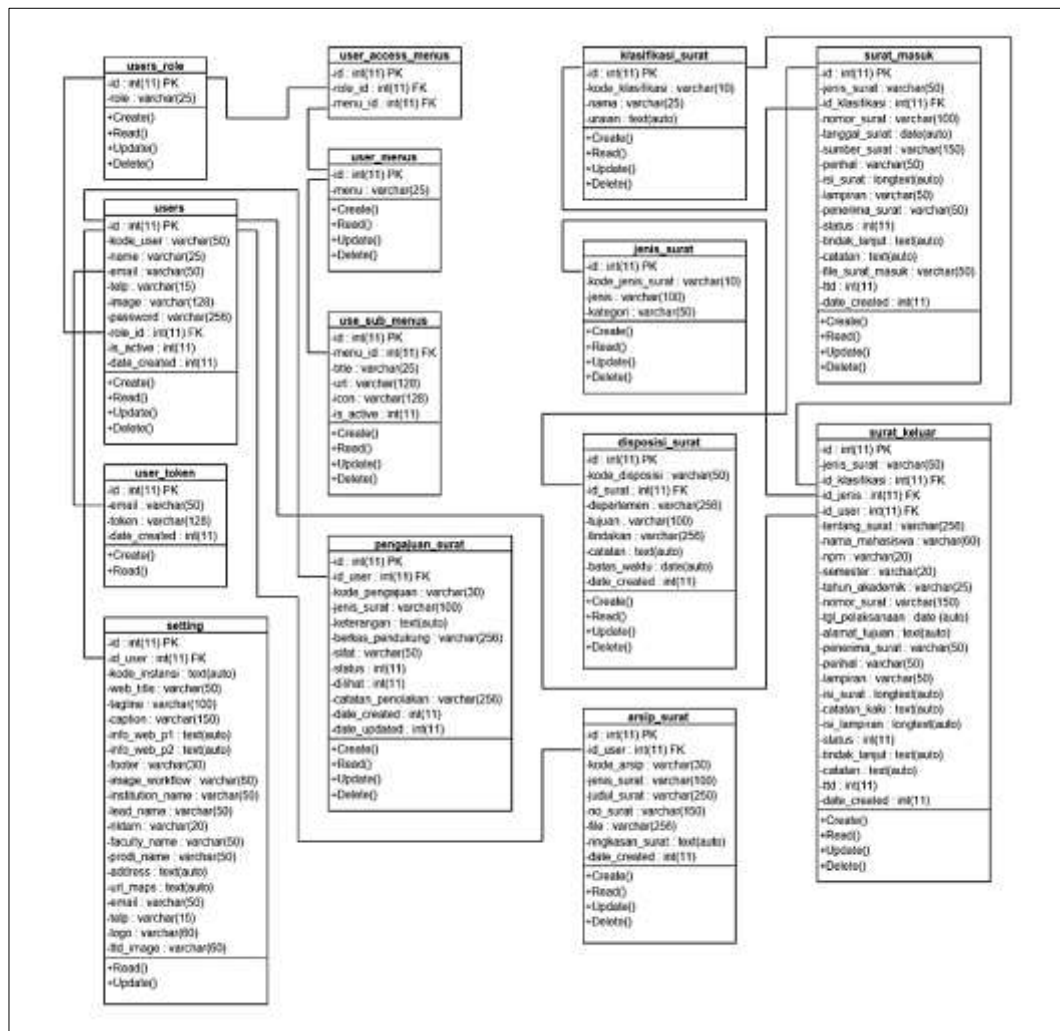 users_role
-id : int(11) PK
-role : varchar(25)
+Create()
+Read()
+Update()
+Delete()
users
-id : int(11) PK
-kode_user : varchar(50)
-name : varchar(25)
-email : varchar(50)
-telp : varchar(15)
-image : varchar(128)
-password : varchar(256)
-role_id : int(11) FK
-is_active : int(11)
-date_created : int(11)
+Create()
+Read()
+Update()
+Delete()
user_token
-id : int(11) PK
-email : varchar(50)
-token : varchar(128)
-date_created : int(11)
+Create()
+Read()
setting
-id : int(11) PK
-id_user : int(11) FK
-kode_instansi : text(auto)
-web_title : varchar(50)
-tagline : varchar(100)
-caption : varchar(150)
-info_web_p1 : text(auto)
-info_web_p2 : text(auto)
-footer : varchar(30)
-image_workflow : varchar(60)
-institution_name : varchar(50)
-lead_name : varchar(50)
: varchar(20)
-faculty_name : varchar(50)
-prodi_name : varchar(50)
-address : text(auto)
-url_maps : text(auto)
-email : varchar(50)
-telp : varchar(15)
-logo : varchar(60)
-ttd_image : varchar(60)
+Read()
+Update()
user_access_menus
-id : int(11) PK
-role_id : int(11) FK
-menu_id : int(11) FK
user_menus
-id : int(11) PK
-menu : varchar(25)
+Create()
+Read()
+Update()
+Delete()
use_sub_menus
-id : int(11) PK
-menu_id : int(11) FK
-title : varchar(25)
-url : varchar(128)
-icon : varchar(128)
-is_active : int(11)
+Create()
+Read()
+Update()
+Delete()
pengajuan_surat
-id : int(11) PK
-id_user : int(11) FK
-kode_pengajuan : varchar(30)
-jenis_surat : varchar(100)
-keterangan : text(auto)
-berkas_pendukung : varchar(256)
-sifat : varchar(50)
-status : int(11)
-dilihat : int(11)
-catatan_penolakan : varchar(256)
-date_created : int(11)
-date_updated : int(11)
+Create()
+Read()
+Update()
+Delete()
klasifikasi_surat
-id : int(11) PK
-kode_klasifikasi : varchar(10)
-nama : varchar(25)
-uraian : text(auto)
+Create()
+Read()
+Update()
+Delete()
jenis_surat
-id : int(11) PK
-kode_jenis_surat : varchar(10)
-jenis : varchar(100)
-kategori : varchar(50)
+Create()
+Read()
+Update()
+Delete()
disposisi_surat
-id : int(11) PK
-kode_disposisi : varchar(50)
-id_surat : int(11) FK
-departemen : varchar(256)
-tujuan : varchar(100)
-tindakan : varchar(256)
-catatan : text(auto)
-batas_waktu : date(auto)
-date_created : int(11)
+Create()
+Read()
+Update()
+Delete()
arsip_surat
-id : int(11) PK
-id_user : int(11) FK
-kode_arsip : varchar(30)
-jenis_surat : varchar(100)
-judul_surat : varchar(250)
-no_surat : varchar(150)
-file : varchar(256)
-ringkasan_surat : text(auto)
-date_created : int(11)
+Create()
+Read()
+Update()
+Delete()
surat_masuk
-id : int(11) PK
-jenis_surat : varchar(50)
-id_klasifikasi : int(11) FK
-nomor_surat : varchar(100)
-tanggal_surat : date(auto)
-sumber_surat : varchar(150)
-perihal : varchar(50)
-isi_surat : longtext(auto)
-lampiran : varchar(50)
-penerima_surat : varchar(50)
-status : int(11)
-tindak_lanjut : text(auto)
-catatan : text(auto)
-file_surat_masuk : varchar(50)
-ttd : int(11)
-date_created : int(11)
+Create()
+Read()
+Update()
+Delete()
surat_keluar
-id : int(11) PK
-jenis_surat : varchar(50)
-id_klasifikasi : int(11) FK
-id_jenis : int(11) FK
-id_user : int(11) FK
-tentang_surat : varchar(256)
-nama_mahasiswa : varchar(60)
-npm : varchar(20)
-semester : varchar(20)
-tahun_akademik : varchar(25)
-nomor_surat : varchar(150)
-tgl_pelaksanaan : date (auto)
-alamat_tujuan : text(auto)
-penerima_surat : varchar(50)
-perihal : varchar(50)
-lampiran : varchar(50)
-isi_surat : longtext(auto)
-catatan_kaki : text(auto)
-isi_lampiran : longtext(auto)
-status : int(11)
-tindak_lanjut : text(auto)
-catatan : text(auto)
-ttd : int(11)
-date_created : int(11)
+Create()
+Read()
+Update()
+Delete()